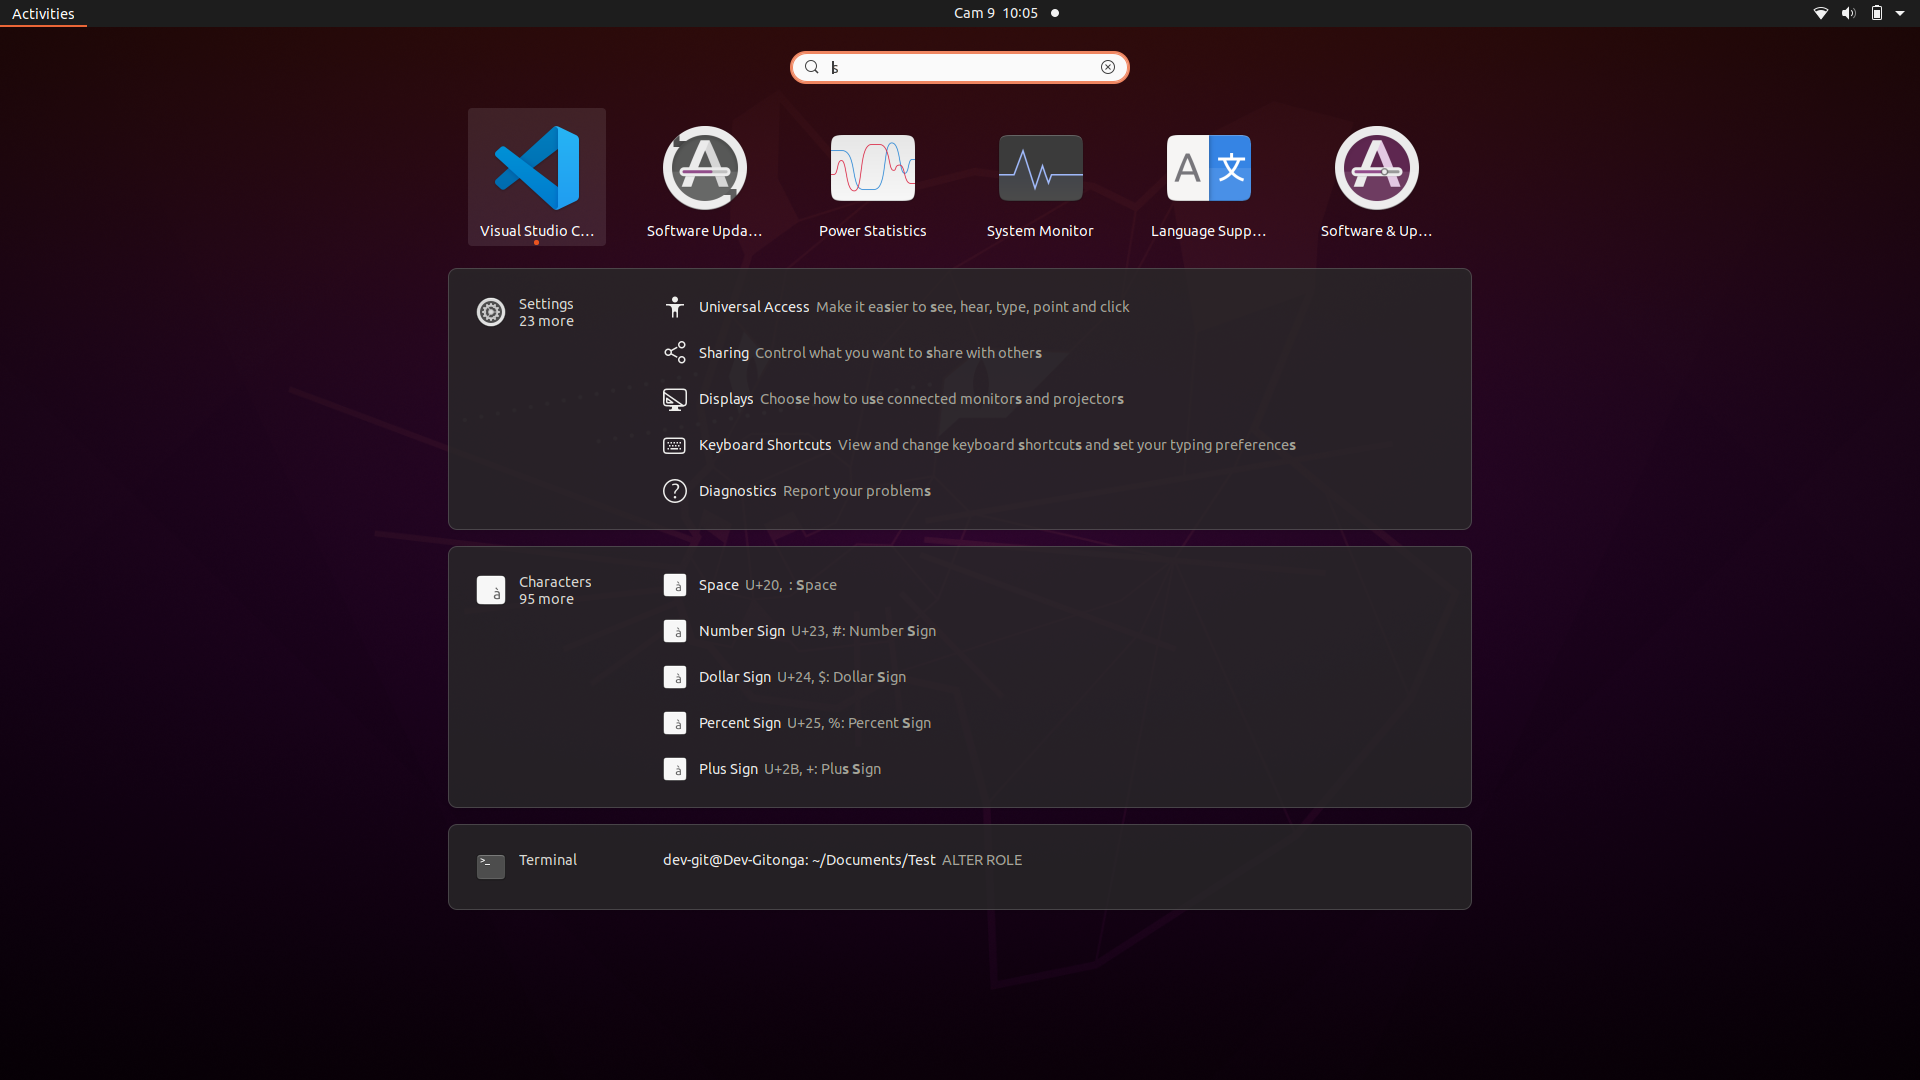 Activities
Cam 9 10:05
s
Visual Studio C...
Software Upda...
Power Statistics
System Monitor
Language Supp...
Software & Up...
Settings
23 more
Universal Access Make it easier to see, hear, type, point and click
Sharing Control what you want to share with others
Displays Choose how to use connected monitors and projectors
Keyboard Shortcuts View and change keyboard shortcuts and set your typing preferences
Diagnostics Report your problems
Characters
95 more
Space U+20,  : Space
Number Sign U+23, #: Number Sign
Dollar Sign U+24, $: Dollar Sign
Percent Sign U+25, %: Percent Sign
Plus Sign U+2B, +: Plus Sign
Terminal
dev-git@Dev-Gitonga: ~/Documents/Test ALTER ROLE